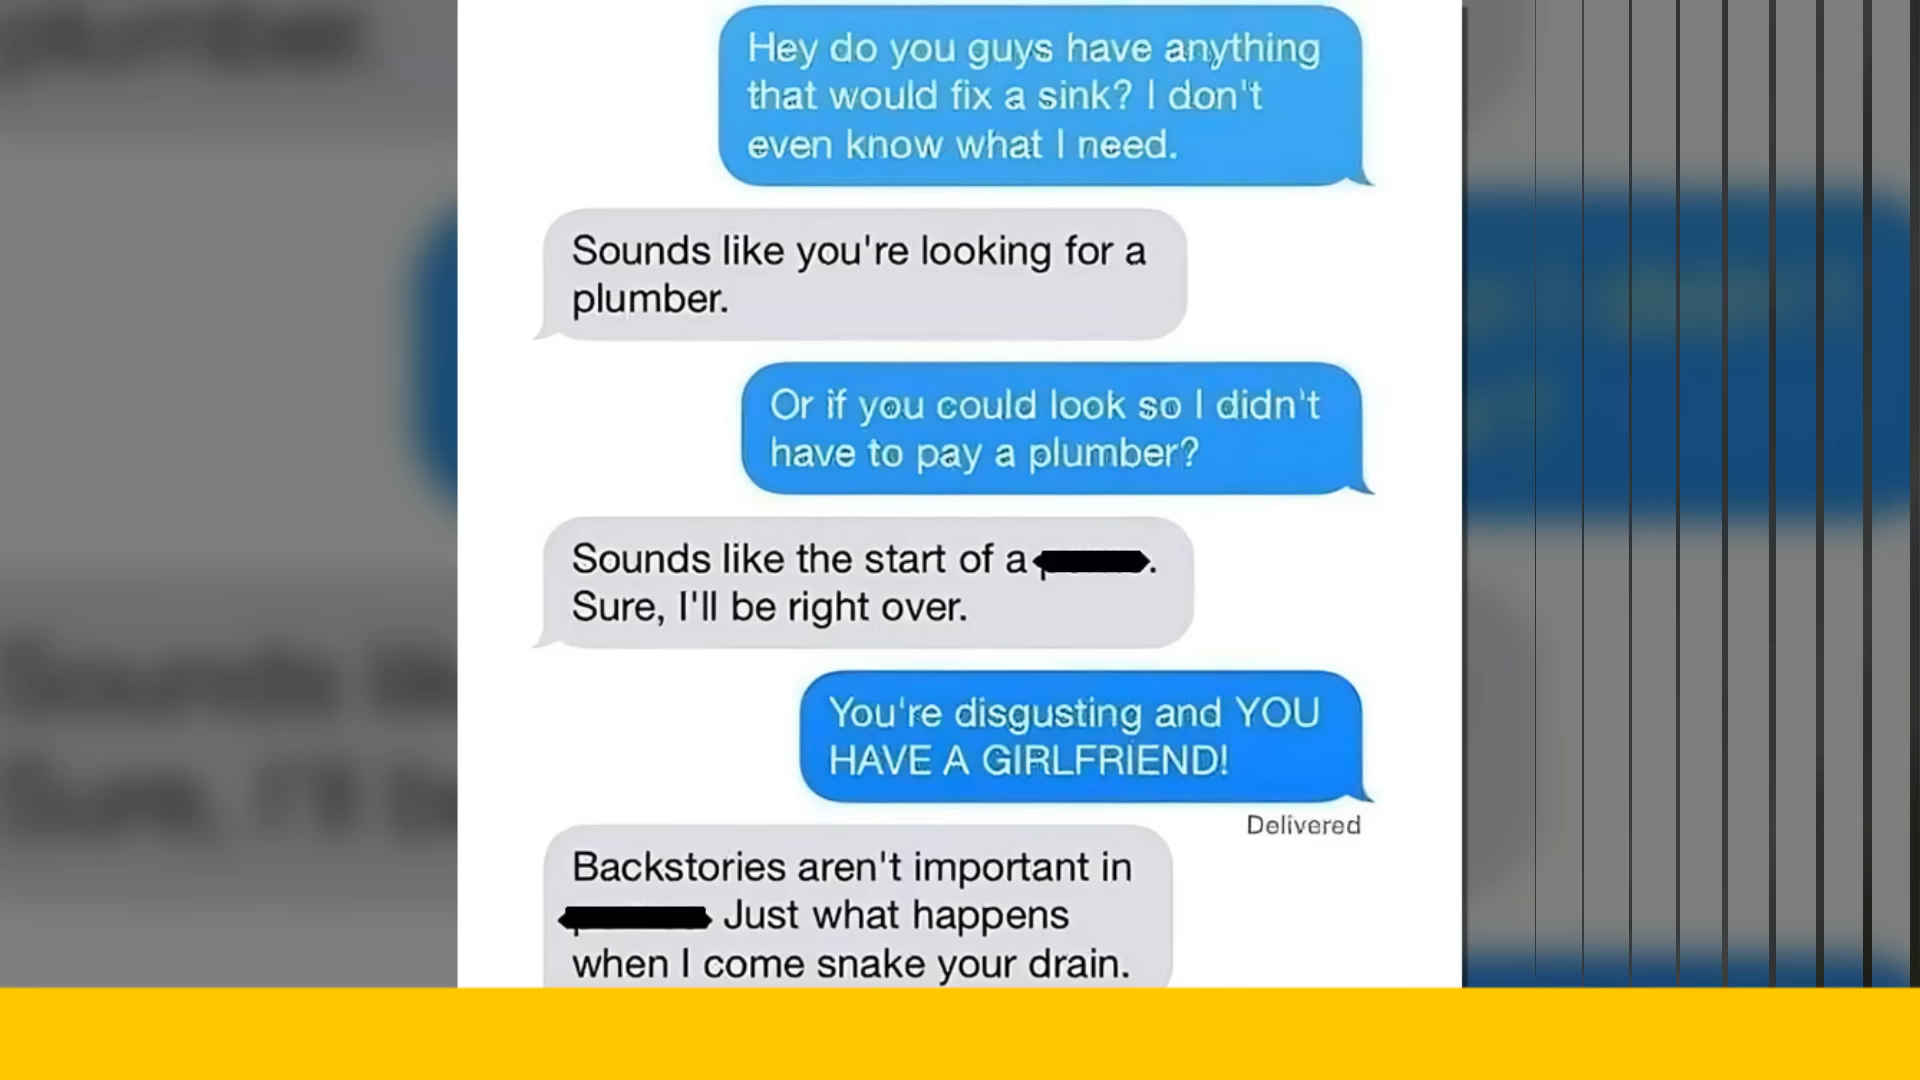 Hey do you guys have anything
that would fix a sink? I don't
even know what I need.
Sounds like you're looking for a
plumber.
Or if you could look so I didn't
have to pay a plumber?
Sounds like the start of a .
Sure, I'll be right over.
You're disgusting and YOU
HAVE A GIRLFRIEND!
Delivered
Backstories aren't important in
Just what happens
when I come snake your drain.